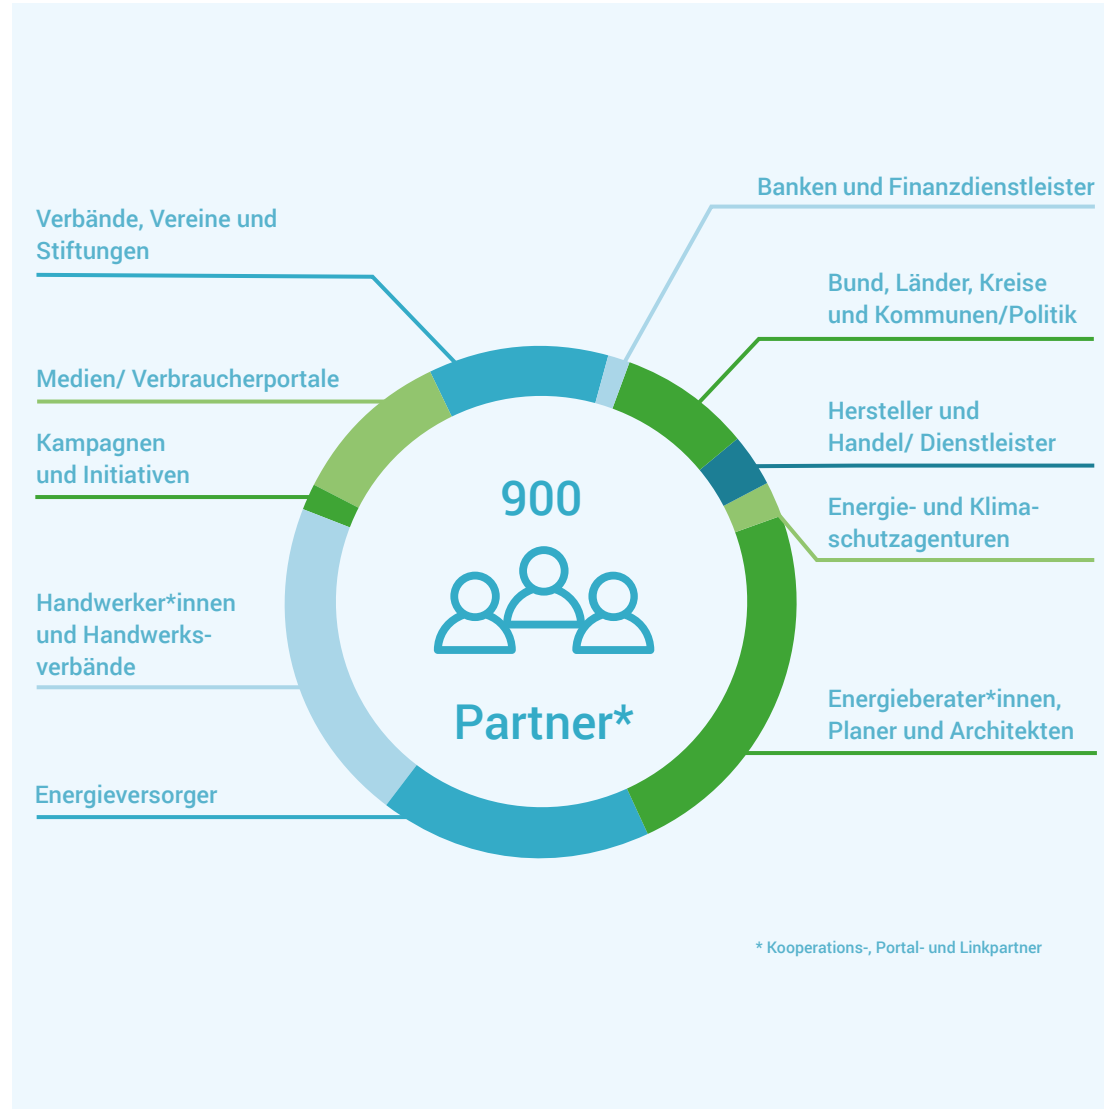 Verbände, Vereine und
Stiftungen
Medien/ Verbraucherportale
Kampagnen
und Initiativen
Handwerker*innen
und Handwerks-
verbände
Energieversorger
900
Partner*
Banken und Finanzdienstleister
Bund, Länder, Kreise
und Kommunen/Politik
Hersteller und
Handel/ Dienstleister
Energie- und Klima-
schutzagenturen
Energieberater*innen,
Planer und Architekten
* Kooperations-, Portal- und Linkpartner